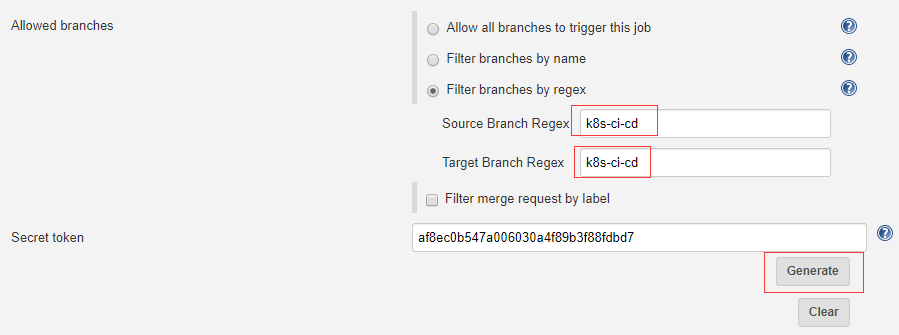 Allowed branches
Allow all branches to trigger this job
Filter branches by name
Filter branches by regex
Source Branch Regex k8s-ci-cd
Target Branch Regex k8s-ci-cd
Filter merge request by label
Secret token af8ec0b547a006030a4f89b3f88fdbd7
Generate
Clear